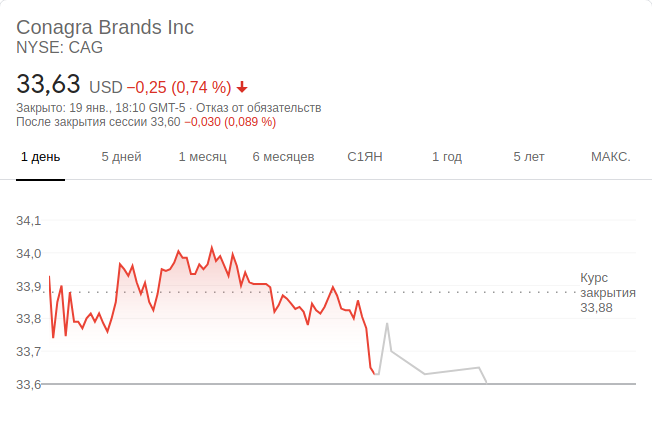 Conagra Brands Inc
NYSE: CAG
33,63 USD −0,25 (0,74 %)
Закрыто: 19 янв., 18:10 GMT-5 · Отказ от обязательств
После закрытия сессии 33,60 −0,030 (0,089 %)
1 день 5 дней 1 месяц 6 месяцев С1ЯН 1 год 5 лет МАКС.
34,1
34,0
33,9
33,8
33,7
33,6
Курс
закрытия
33,88